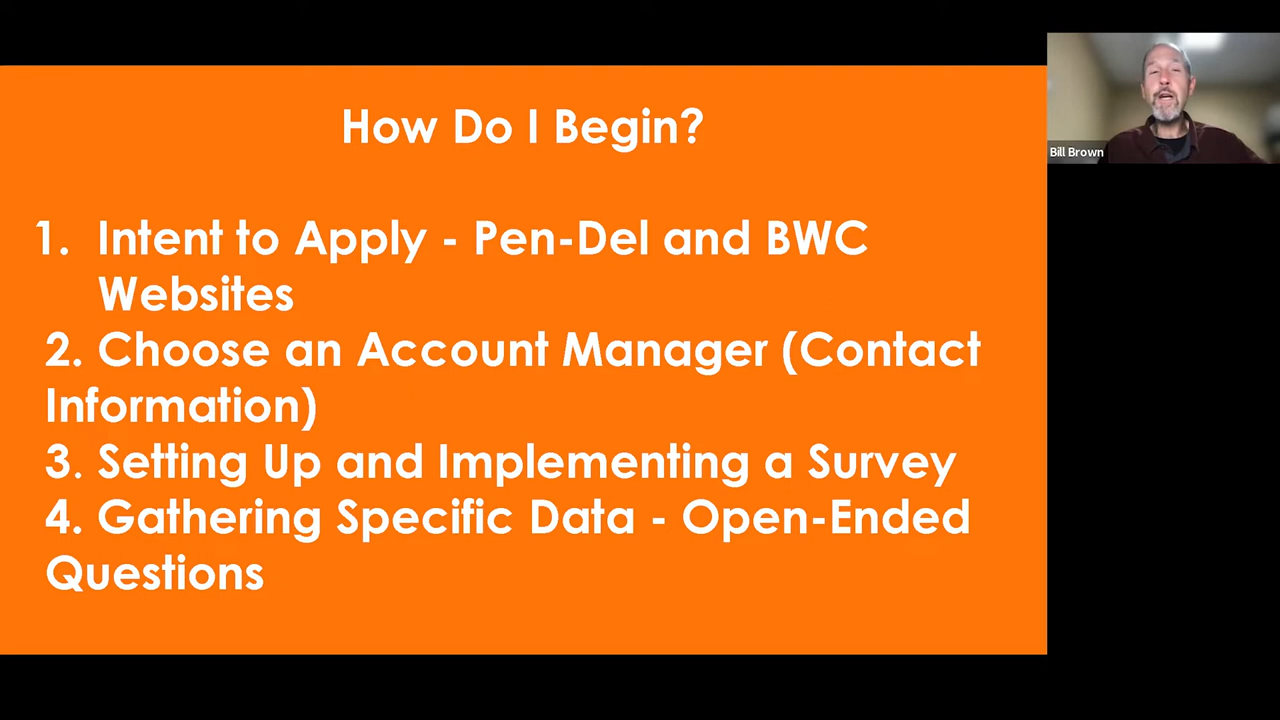 How Do I Begin?
1. Intent to Apply - Pen-Del and BWC
Websites
2. Choose an Account Manager (Contact
Information)
3. Setting Up and Implementing a Survey
4. Gathering Specific Data - Open-Ended
Questions
Bill Brown